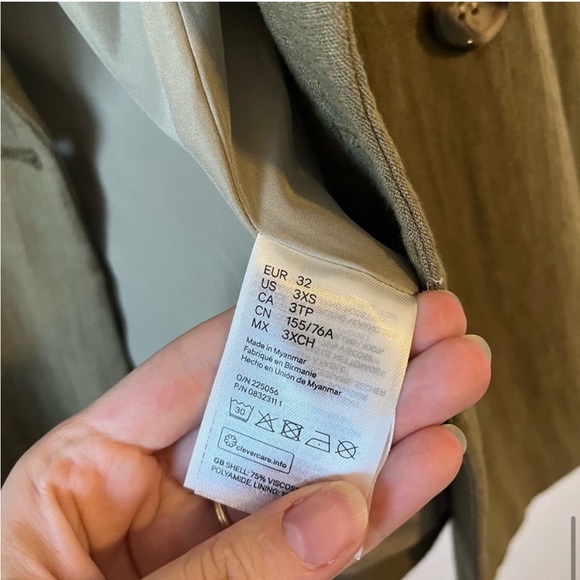 EUR 32
US 3XS
CA 3TP
CN 155/76A
MX 3XCH
Made in Myanmar
Fabriqué en Birmanie
Hecho en Unión de Myanmar
O/N 225056
P/N 08323111
30
clevercare.info
GB SHELL: 75% VISCOS
POLYAMIDE, LINING: